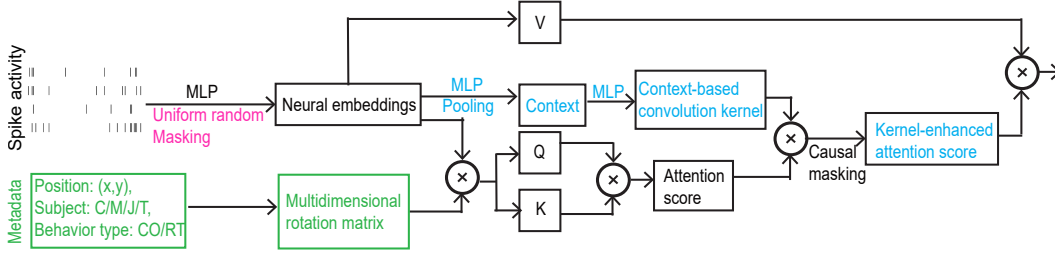 Spike activity
MLP
Uniform random
Masking
Neural embeddings
MLP
Pooling
Context
MLP
Context-based
convolution kernel
V
×
Causal
masking
Kernel-enhanced
attention score
×
Metadata
Position: (x,y),
Subject: C/M/J/T,
Behavior type: CO/RT
Multidimensional
rotation matrix
×
Q
K
×
Attention
score